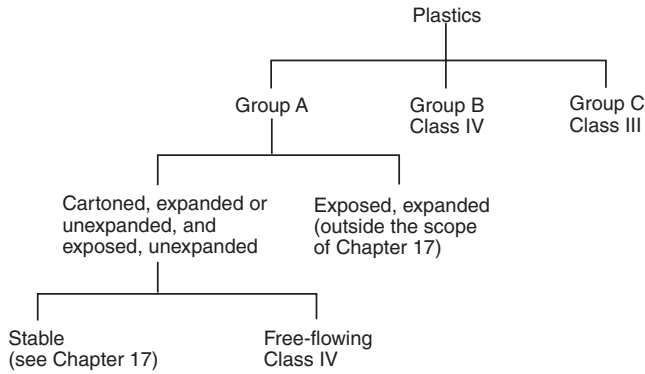 Plastics
Group A
Group B
Class IV
Group C
Class III
Cartoned, expanded or
unexpanded, and
exposed, unexpanded
Exposed, expanded
(outside the scope
of Chapter 17)
Stable
(see Chapter 17)
Free-flowing
Class IV